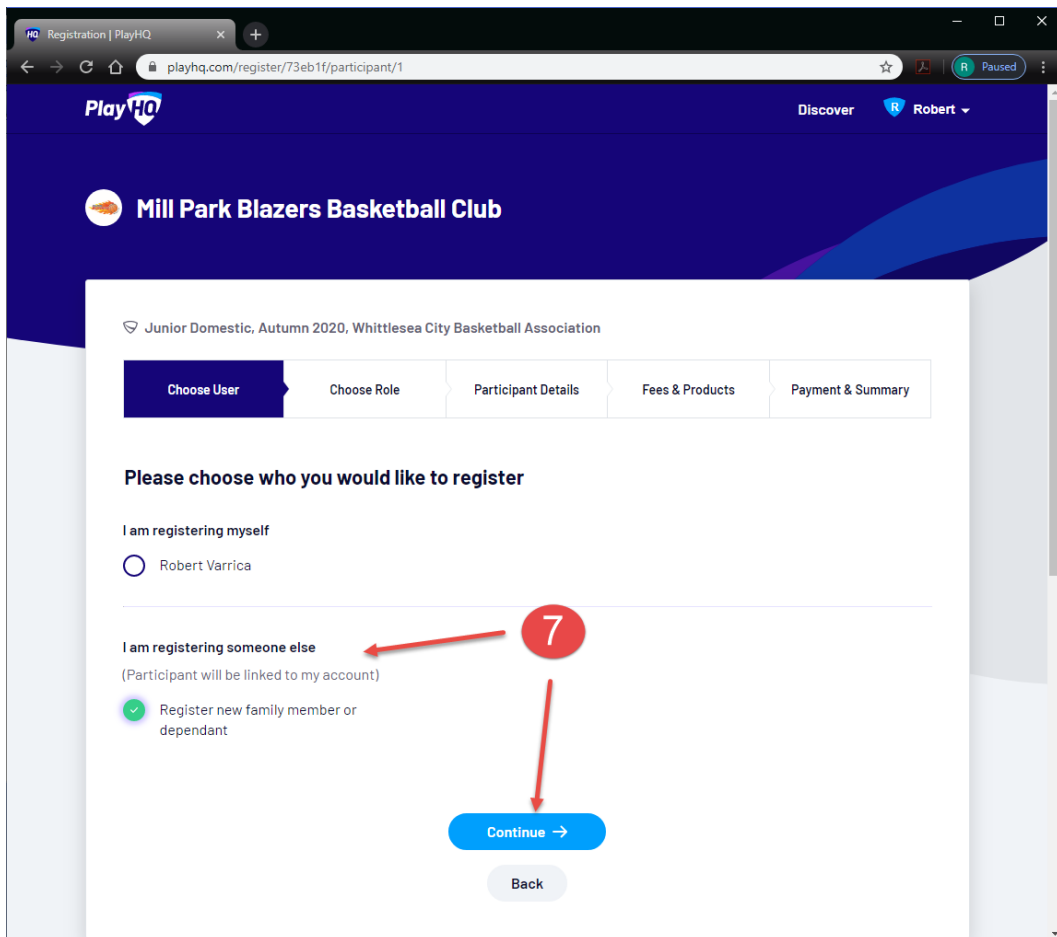 HQ Registration | PlayHQ
playhq.com/register/73eb1f/participant/1
R Paused
PlayHQ
Discover
R Robert
Mill Park Blazers Basketball Club
Junior Domestic, Autumn 2020, Whittlesea City Basketball Association
Choose User
Choose Role
Participant Details
Fees & Products
Payment & Summary
Please choose who you would like to register
I am registering myself
Robert Varrica
7
I am registering someone else
(Participant will be linked to my account)
Register new family member or
dependant
Continue →
Back